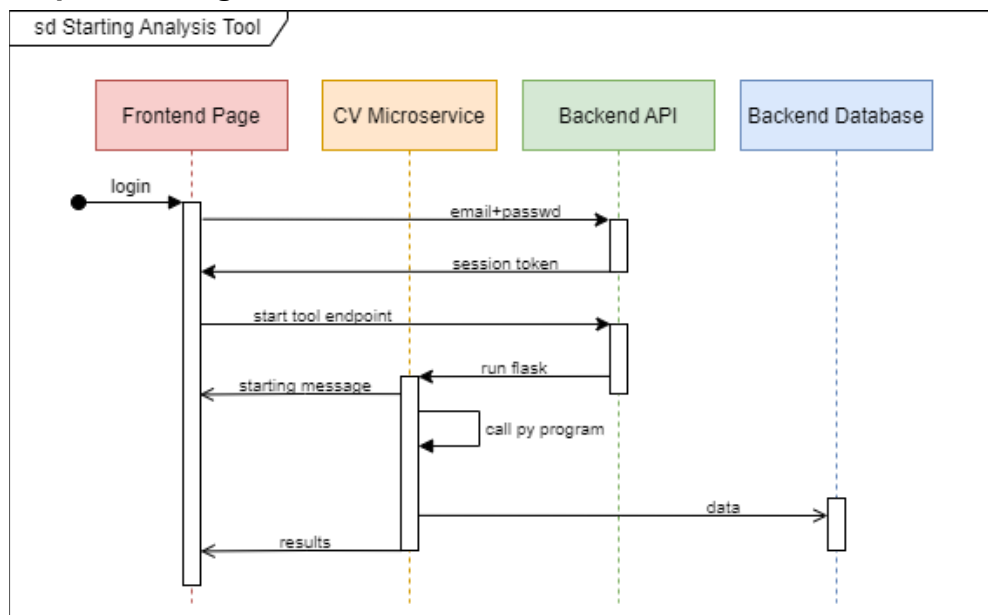 sd Starting Analysis Tool
Frontend Page
CV Microservice
Backend API
Backend Database
login
email+passwd
session token
start tool endpoint
run flask
starting message
call py program
data
results